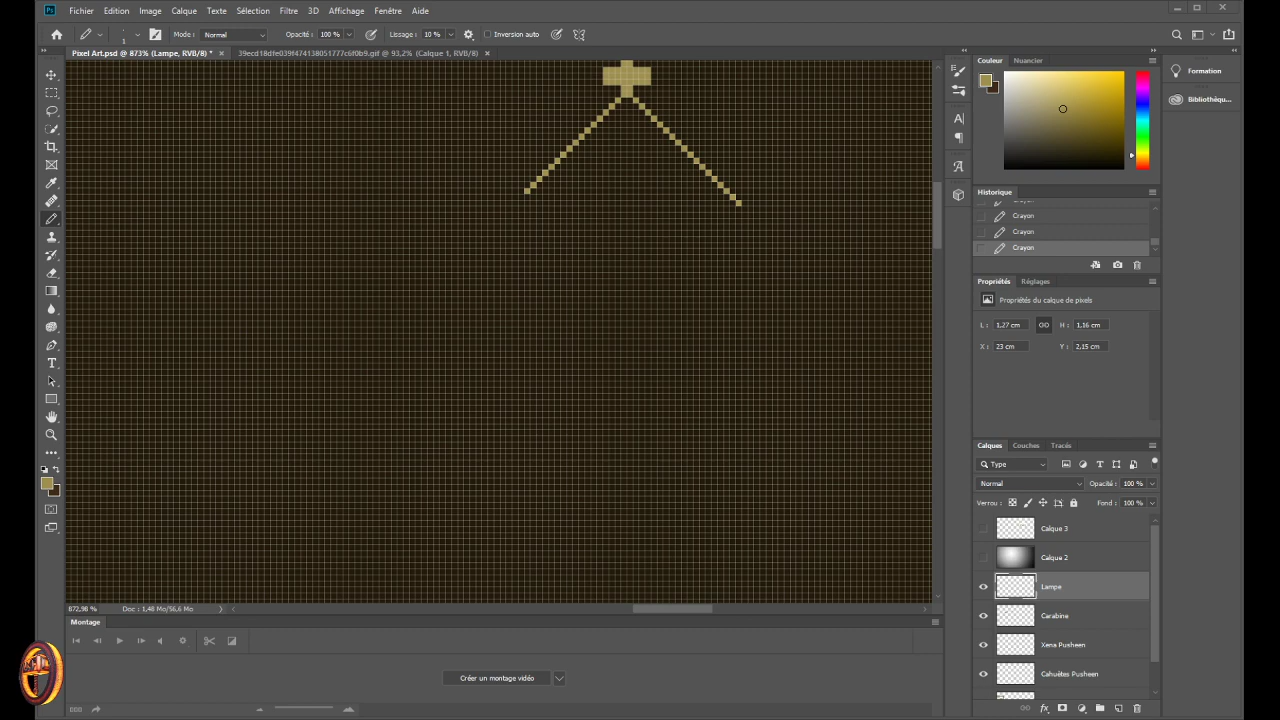 Ps Fichier Edition Image Calque Texte Sélection Filtre 3D Affichage Fenêtre Aide
1 Mode : Normal Opacité : 100 % Lissage : 10 % Inversion auto
Pixel Art.psd @ 873% (Lampe, RVB/8) * × 39ecd18dfe039f474138051777c6f0b9.gif @ 93,2% (Calque 1, RVB/8) ×
Couleur Nuancier
Formation
Bibliothèqu...
Historique
Crayon
Crayon
Crayon
Propriétés Réglages
Propriétés du calque de pixels
L : 1,27 cm H : 1,16 cm
X : 23 cm Y : 2,15 cm
Calques Couches Tracés
Type
Normal Opacité : 100 %
Verrou : Fond : 100 %
Calque 3
Calque 2
Lampe
Carabine
Xena Pusheen
Cahuètes Pusheen
872,98 % Doc : 1,48 Mo/56,6 Mo
Montage
Créer un montage vidéo